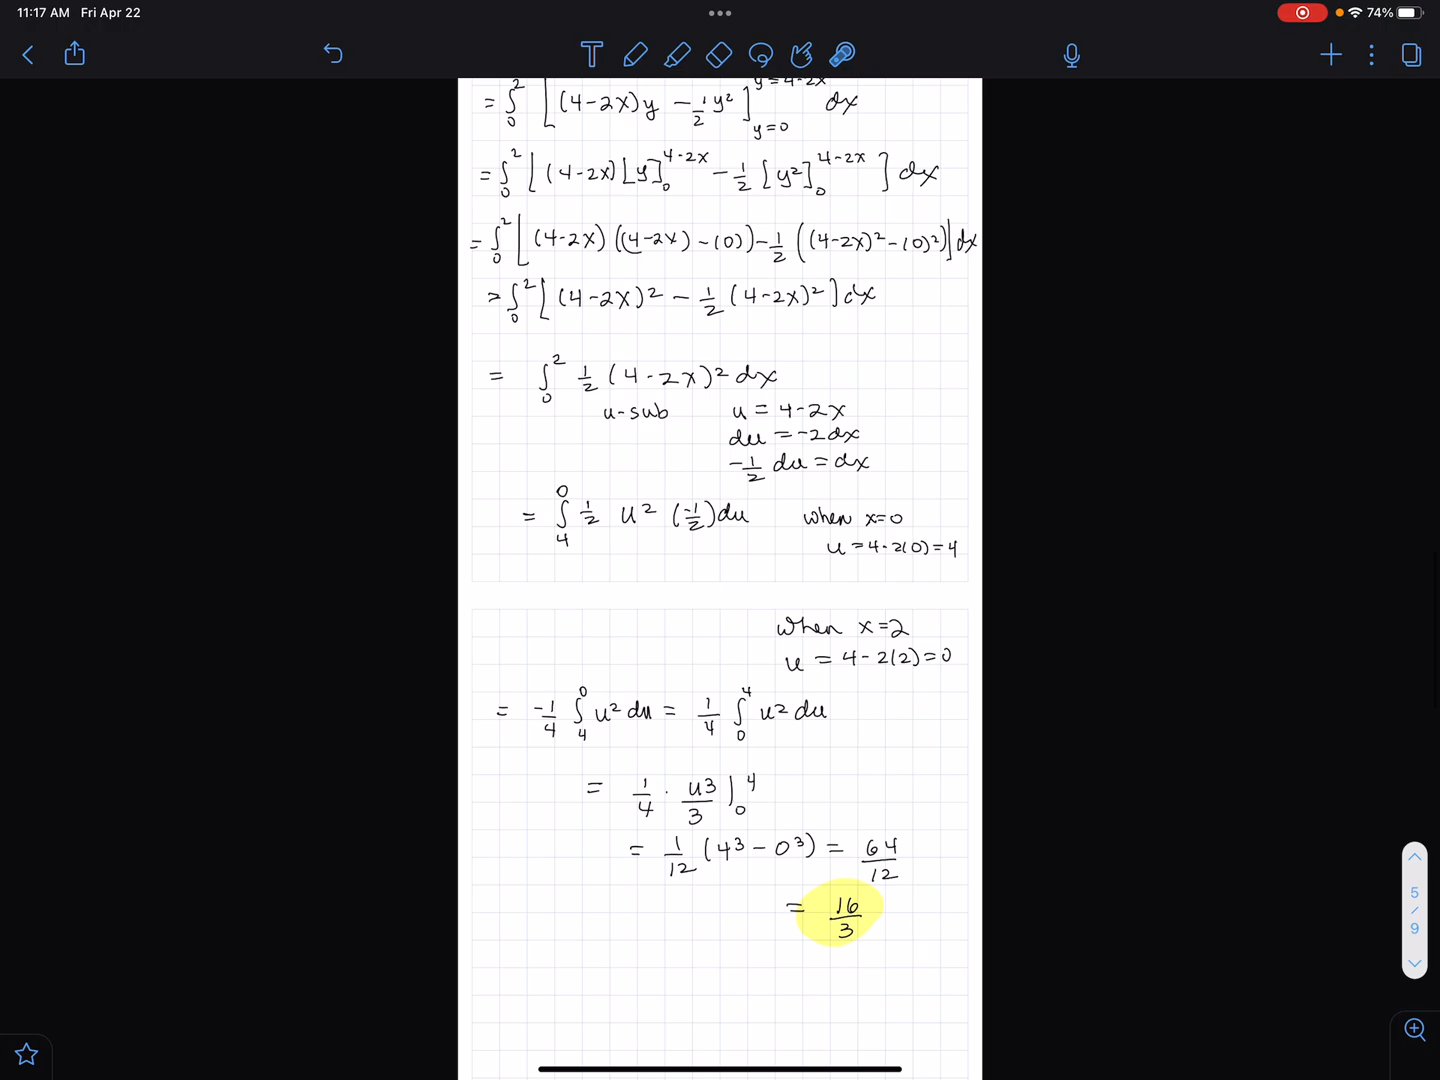 11:17 AM Fri Apr 22
74%
= ∫₀² [(4-2x)y - 1/2 y²]_{y=0}^{y=4-2x} dx
= ∫₀² [(4-2x)[y]₀^{4-2x} - 1/2 [y²]₀^{4-2x}] dx
= ∫₀² [(4-2x)((4-2x)-(0)) - 1/2 ((4-2x)²-(0)²)] dx
= ∫₀² [(4-2x)² - 1/2 (4-2x)²] dx
= ∫₀² 1/2 (4-2x)² dx
u-sub u = 4-2x
du = -2dx
-1/2 du = dx
= ∫₄⁰ 1/2 u² (-1/2) du when x=0
u = 4-2(0) = 4
when x=2
u = 4-2(2) = 0
= -1/4 ∫₄⁰ u² du = 1/4 ∫₀⁴ u² du
= 1/4 · u³/3 |₀⁴
= 1/12 (4³ - 0³) = 64/12
= 16/3
5
/
9